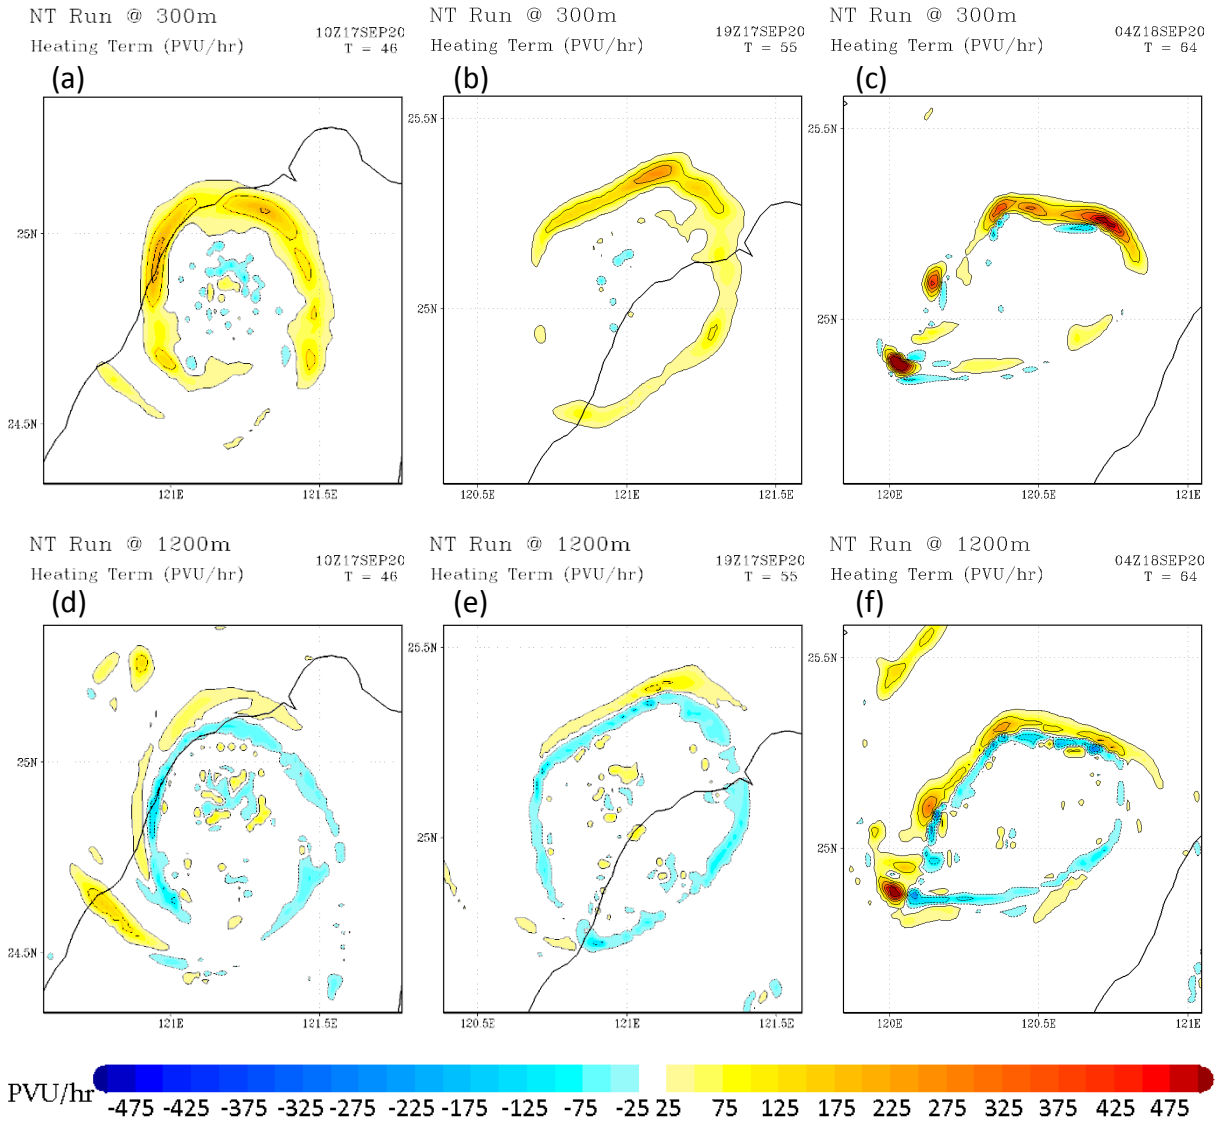 NT Run @ 300m
10Z17SEP20
Heating Term (PVU/hr)
T = 46
(a)
25N
24.5N
121E 121.5E
NT Run @ 300m
19Z17SEP20
Heating Term (PVU/hr)
T = 55
(b)
25.5N
25N
120.5E 121E 121.5E
NT Run @ 300m
04Z18SEP20
Heating Term (PVU/hr)
T = 64
(c)
25.5N
25N
120E 120.5E 121E
NT Run @ 1200m
10Z17SEP20
Heating Term (PVU/hr)
T = 46
(d)
25N
24.5N
121E 121.5E
NT Run @ 1200m
19Z17SEP20
Heating Term (PVU/hr)
T = 55
(e)
26.5N
25N
120.5E 121E 121.5E
NT Run @ 1200m
04Z18SEP20
Heating Term (PVU/hr)
T = 64
(f)
25.5N
25N
120E 120.5E 121E
PVU/hr
-475 -425 -375 -325 -275 -225 -175 -125 -75 -25 25 75 125 175 225 275 325 375 425 475